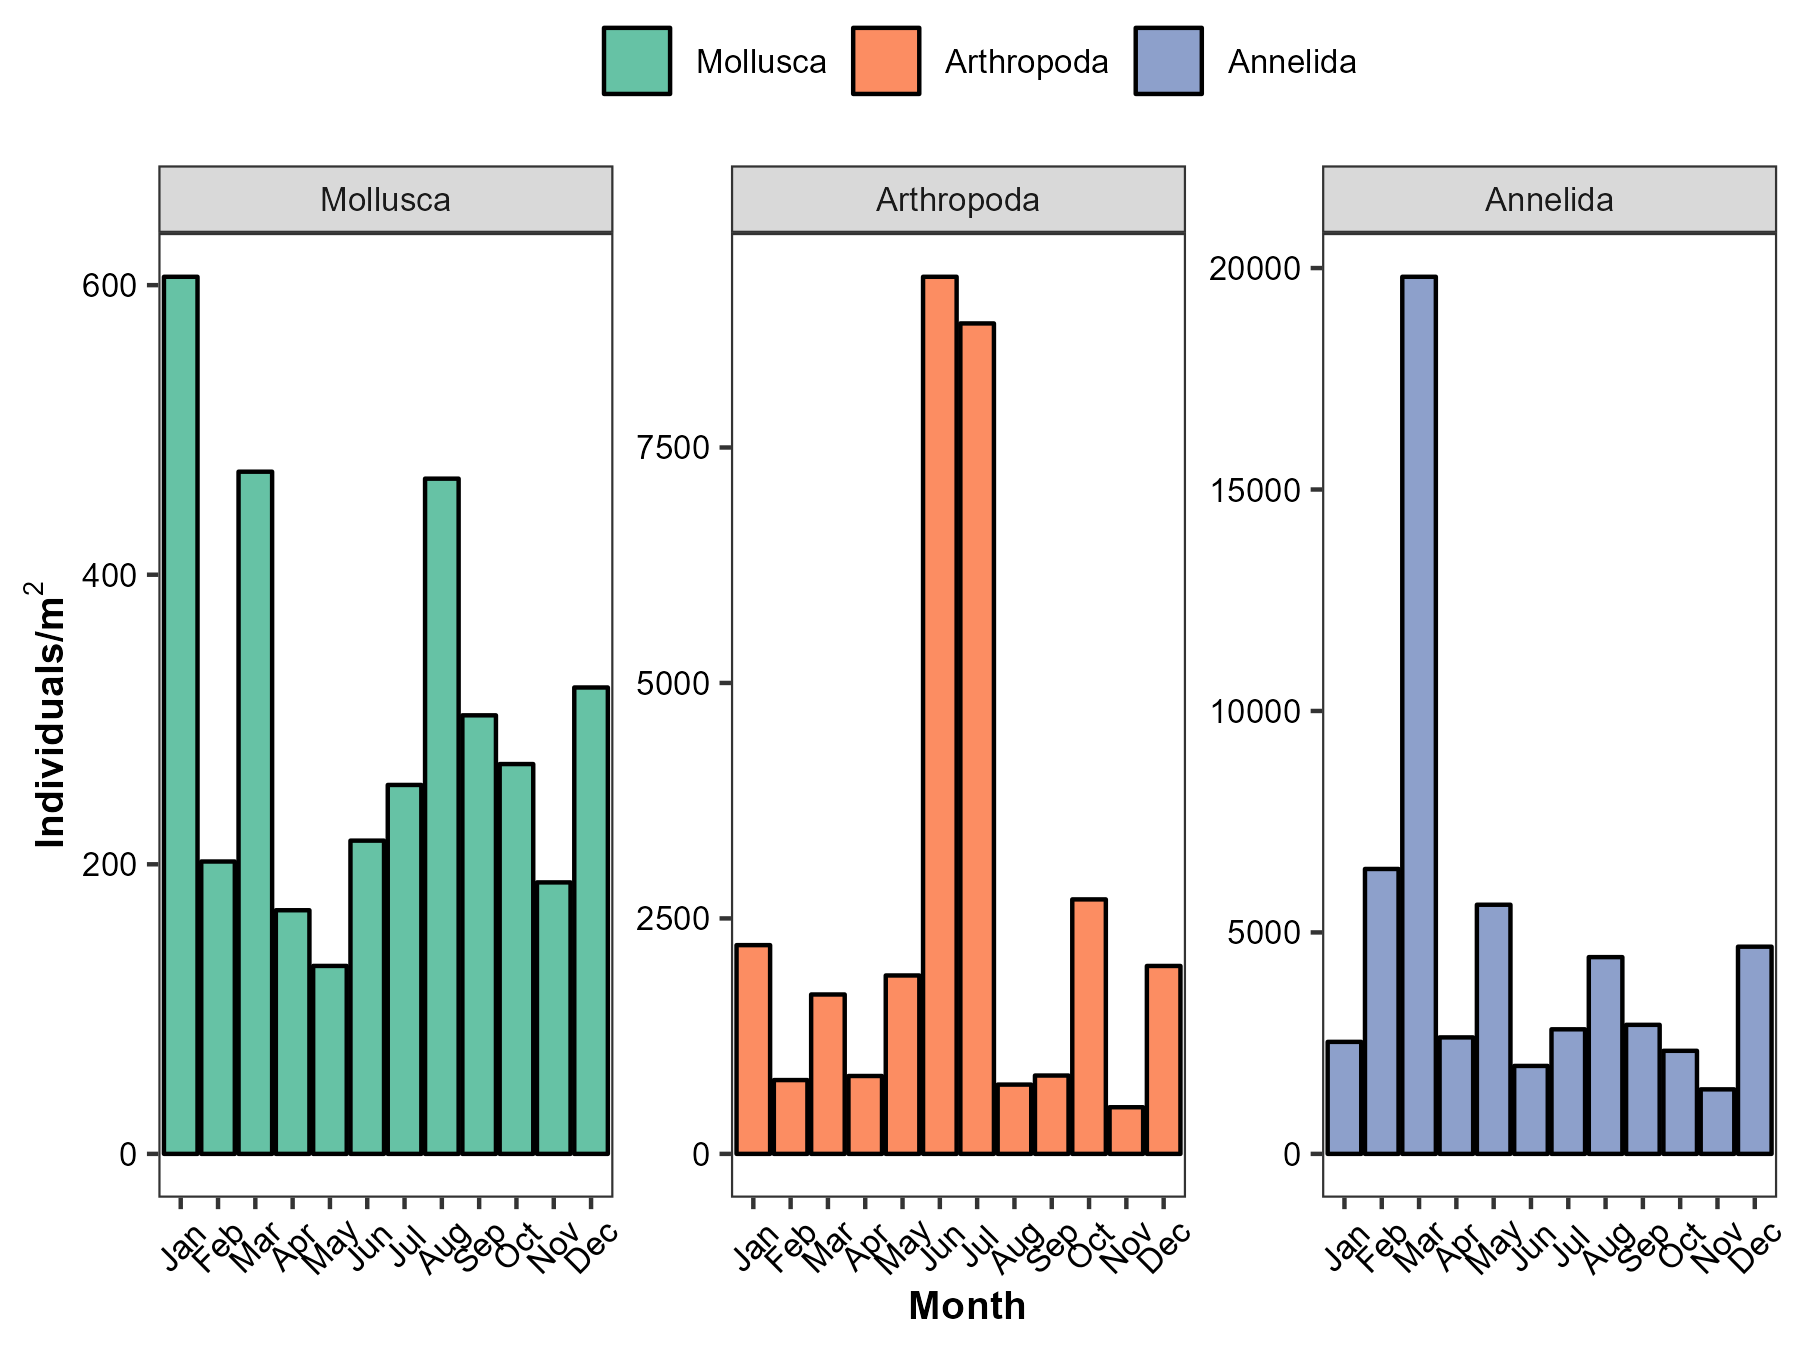 Mollusca Arthropoda Annelida
Mollusca Arthropoda Annelida
Individuals/m²
600
400
200
0
7500
5000
2500
0
20000
15000
10000
5000
0
Jan Feb Mar Apr May Jun Jul Aug Sep Oct Nov Dec
Jan Feb Mar Apr May Jun Jul Aug Sep Oct Nov Dec
Jan Feb Mar Apr May Jun Jul Aug Sep Oct Nov Dec
Month